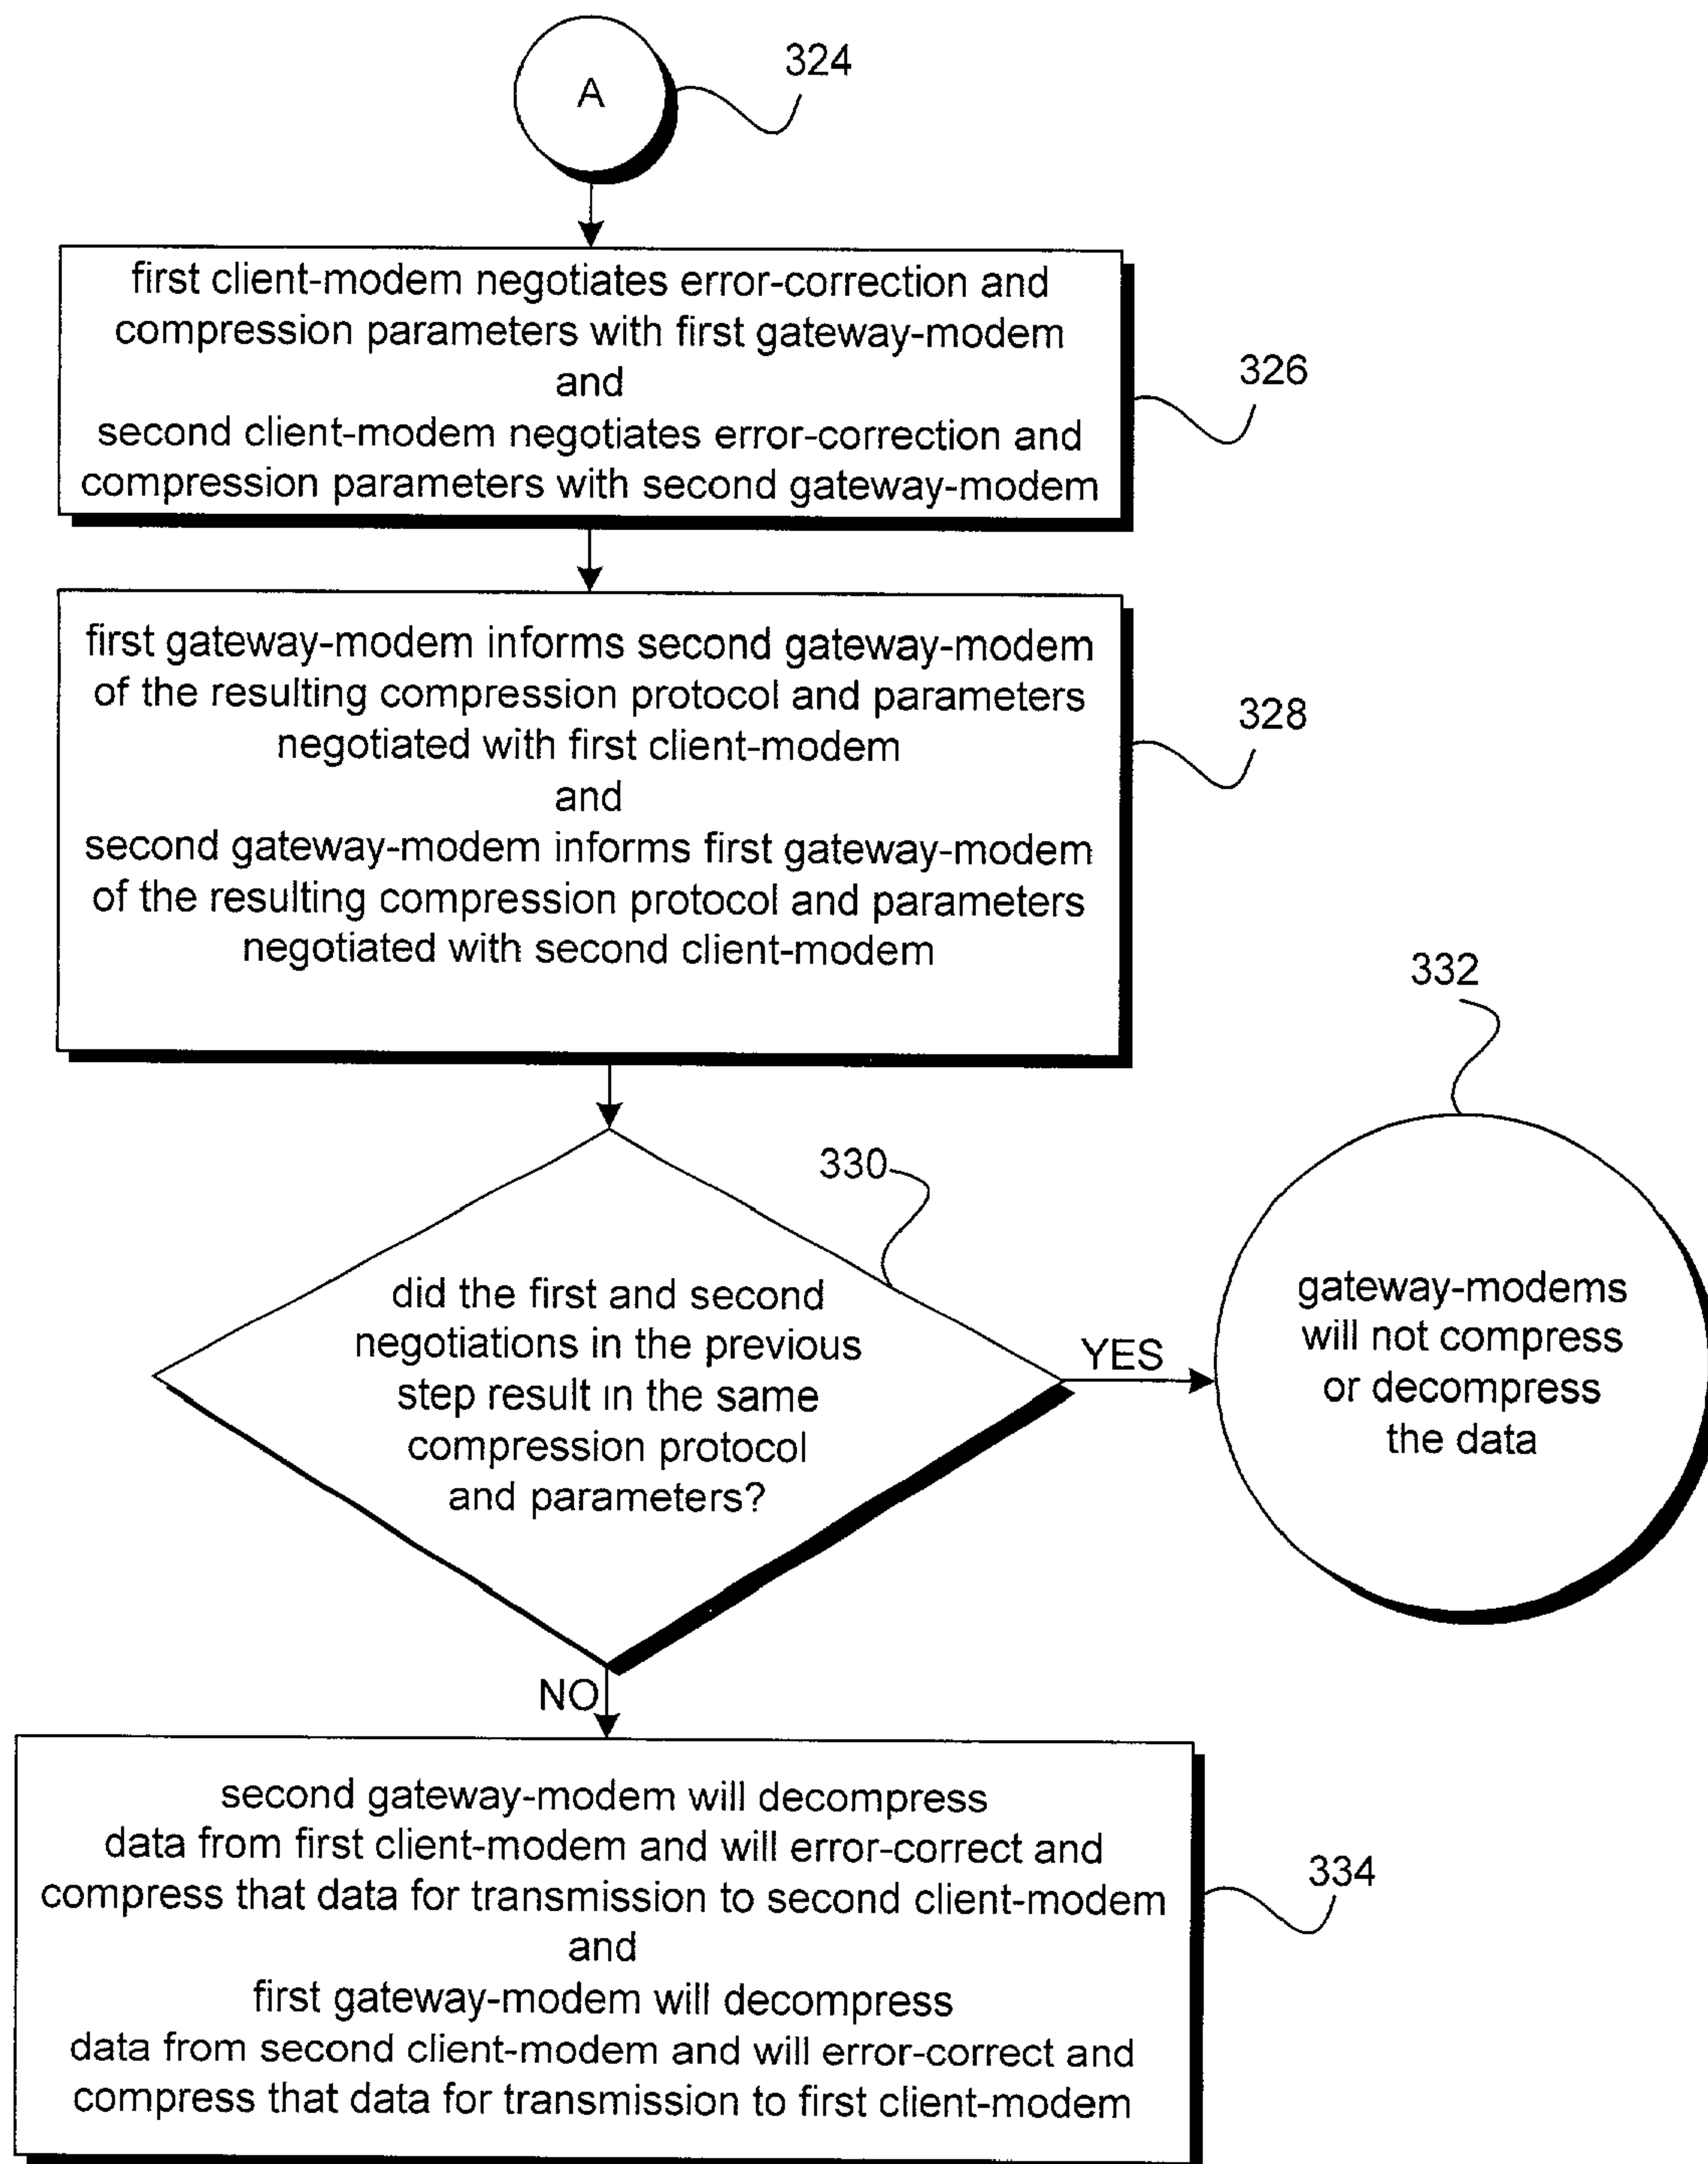 A
324
first client-modem negotiates error-correction and
compression parameters with first gateway-modem
and
second client-modem negotiates error-correction and
compression parameters with second gateway-modem
326
first gateway-modem informs second gateway-modem
of the resulting compression protocol and parameters
negotiated with first client-modem
and
second gateway-modem informs first gateway-modem
of the resulting compression protocol and parameters
negotiated with second client-modem
328
332
330
did the first and second
negotiations in the previous
step result in the same
compression protocol
and parameters?
YES
gateway-modems
will not compress
or decompress
the data
NO
second gateway-modem will decompress
data from first client-modem and will error-correct and
compress that data for transmission to second client-modem
and
first gateway-modem will decompress
data from second client-modem and will error-correct and
compress that data for transmission to first client-modem
334